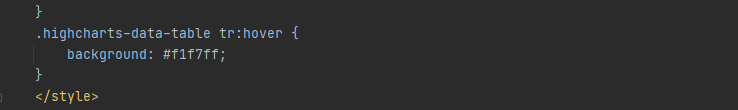 }
.highcharts-data-table tr:hover {
    background: #f1f7ff;
}
</style>